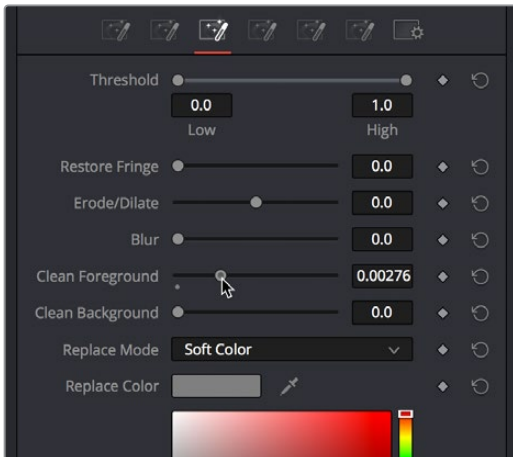 Threshold
0.0 1.0
Low High
Restore Fringe 0.0
Erode/Dilate 0.0
Blur 0.0
Clean Foreground 0.00276
Clean Background 0.0
Replace Mode Soft Color
Replace Color